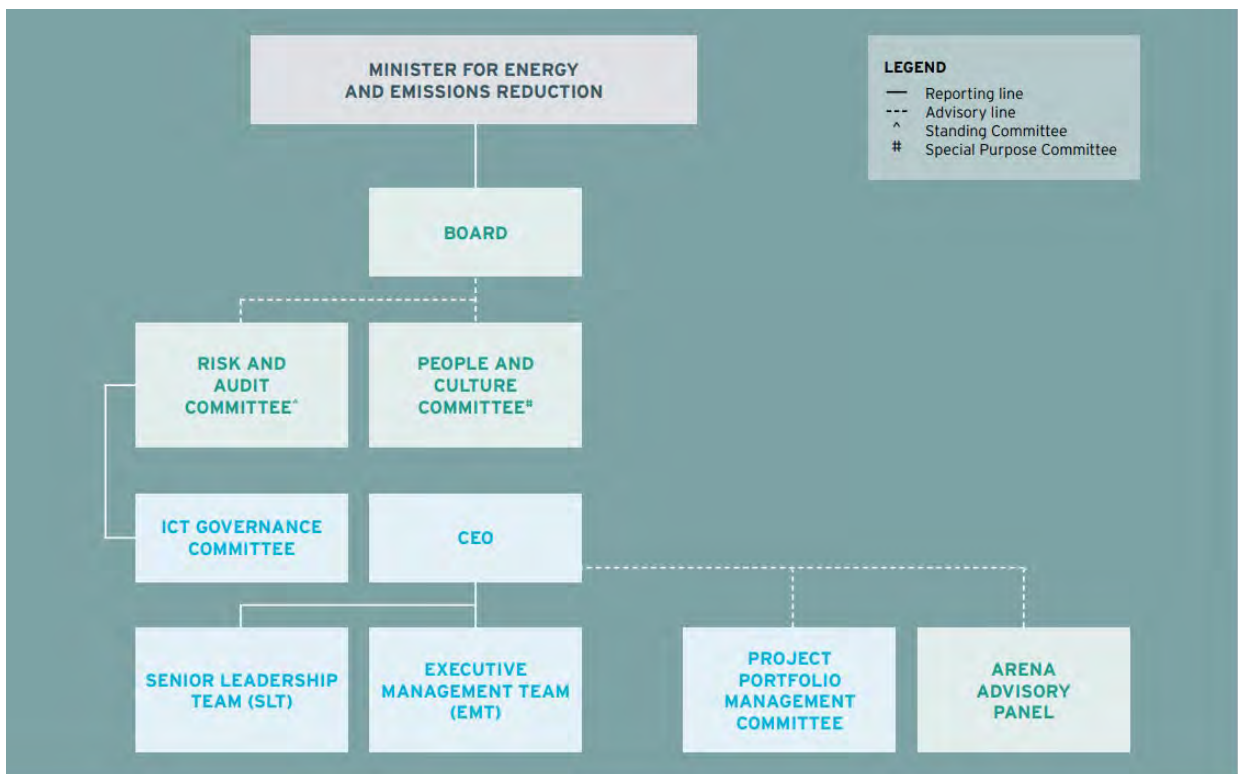 MINISTER FOR ENERGY
AND EMISSIONS REDUCTION
LEGEND
Reporting line
Advisory line
^ Standing Committee
# Special Purpose Committee
BOARD
RISK AND
AUDIT
COMMITTEE^
PEOPLE AND
CULTURE
COMMITTEE#
ICT GOVERNANCE
COMMITTEE
CEO
SENIOR LEADERSHIP
TEAM (SLT)
EXECUTIVE
MANAGEMENT TEAM
(EMT)
PROJECT
PORTFOLIO
MANAGEMENT
COMMITTEE
ARENA
ADVISORY
PANEL